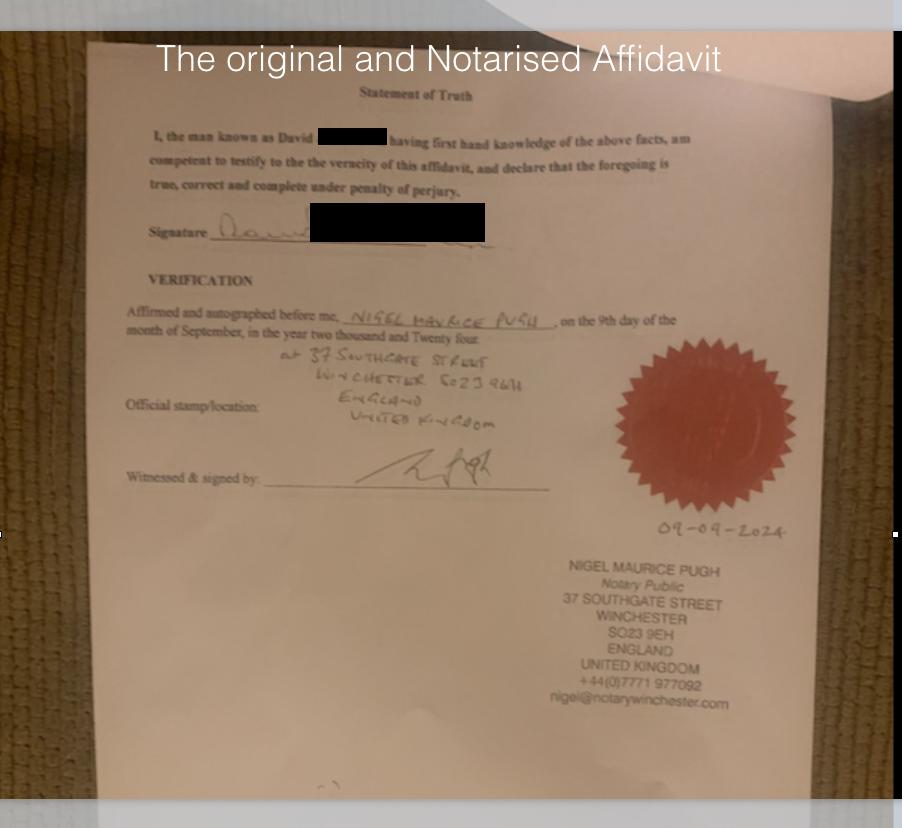 The original and Notarised Affidavit
Statement of Truth
I, the man known as David having first hand knowledge of the above facts, am
competent to testify to the the veracity of this affidavit, and declare that the foregoing is
true, correct and complete under penalty of perjury.
Signature
VERIFICATION
Affirmed and autographed before me, NIGEL MAURICE PUGH, on the 9th day of the
month of September, in the year two thousand and Twenty four.
at 37 SOUTHGATE STREET
WINCHESTER SO23 9EH
Official stamp/location:
ENGLAND
UNITED KINGDOM
Witnessed & signed by:
09-09-2024
NIGEL MAURICE PUGH
Notary Public
37 SOUTHGATE STREET
WINCHESTER
SO23 9EH
ENGLAND
UNITED KINGDOM
+44(0)7771 977092
nigel@notarywinchester.com